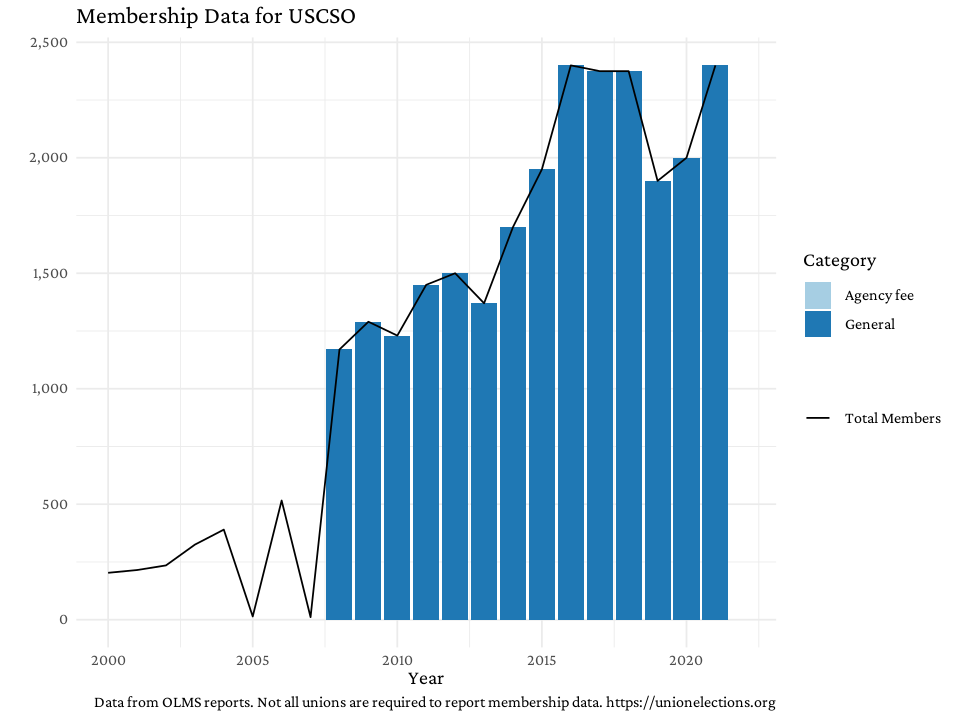 Membership Data for USCSO
2,500
2,000
1,500
1,000
500
0
2000 2005 2010 2015 2020
Year
Category
Agency fee
General
Total Members
Data from OLMS reports. Not all unions are required to report membership data. https://unionelections.org